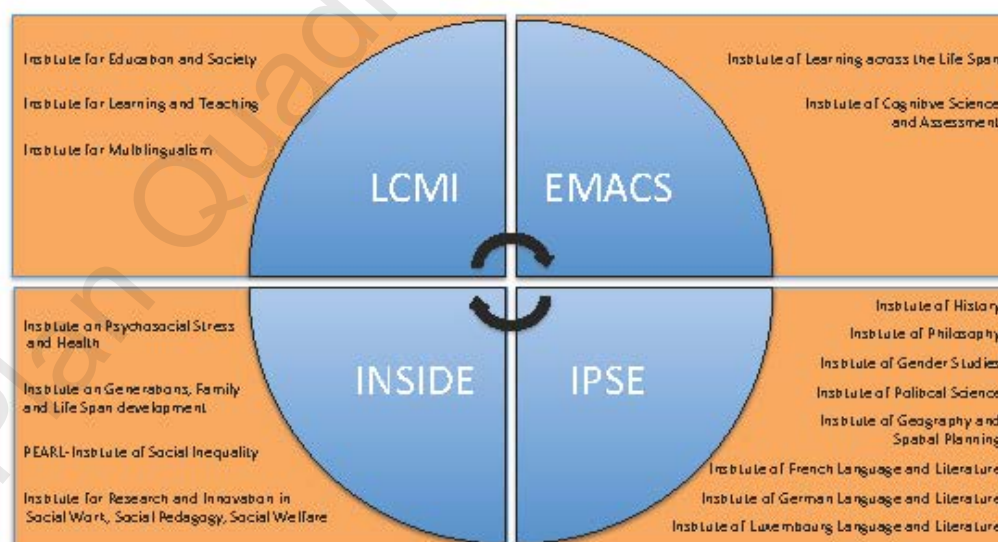 Institute for Education and Society
Institute for Learning and Teaching
Institute for Multilingualism
LCMI
EMACS
Institute of Learning across the Life Span
Institute of Cognitive Science
and Assessment
Institute on Psychosocial Stress
and Health
Institute on Generations, Family
and Life Span development
PEARL-Institute of Social Inequality
Institute for Research and Innovation in
Social Work, Social Pedagogy, Social Welfare
INSIDE
IPSE
Institute of History
Institute of Philosophy
Institute of Gender Studies
Institute of Political Science
Institute of Geography and
Spatial Planning
Institute of French Language and Literature
Institute of German Language and Literature
Institute of Luxembourg Language and Literature